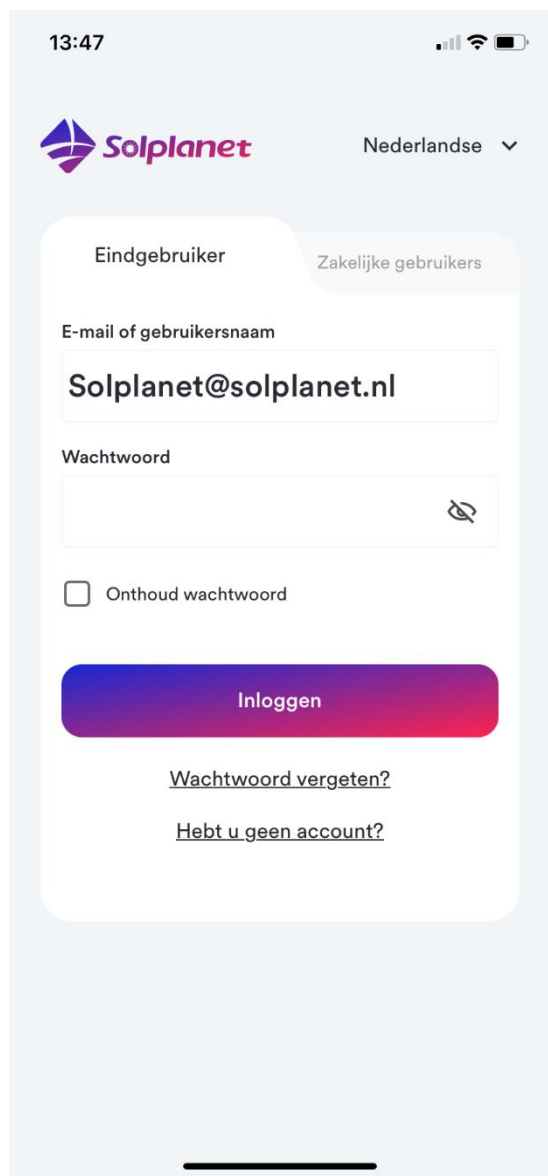 13:47
Solplanet
Nederlandse
Eindgebruiker
Zakelijke gebruikers
E-mail of gebruikersnaam
Solplanet@solplanet.nl
Wachtwoord
Onthoud wachtwoord
Inloggen
Wachtwoord vergeten?
Hebt u geen account?